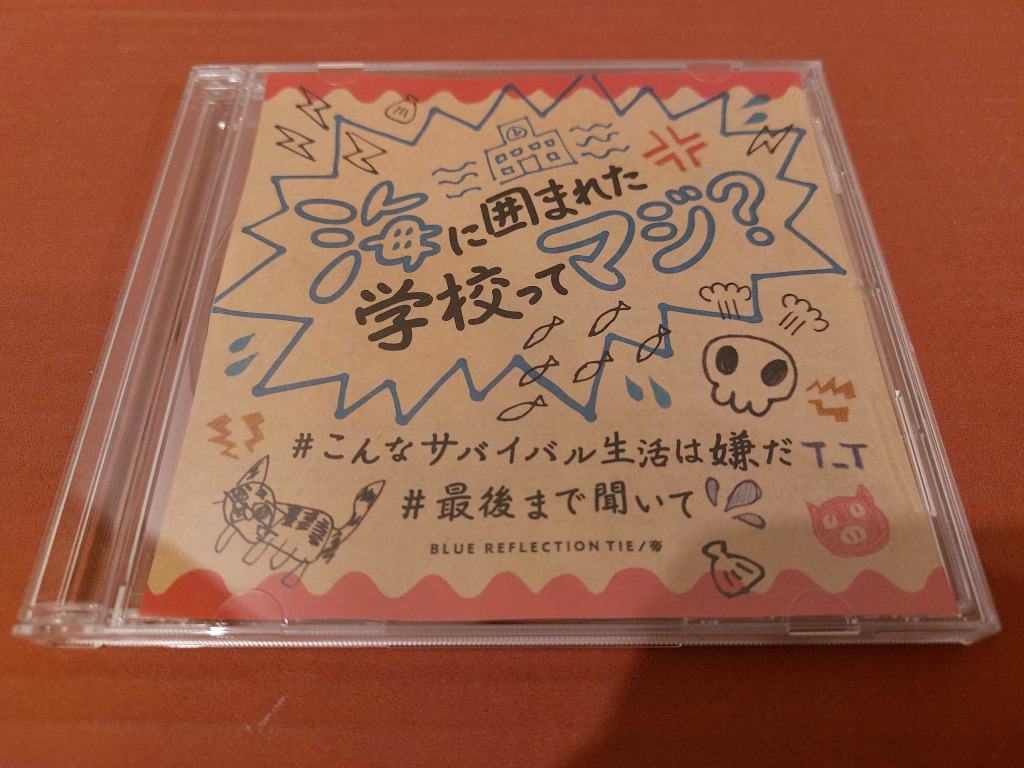 海に囲まれた
学校ってマジ?
#こんなサバイバル生活は嫌だ T_T
#最後まで聞いて
BLUE REFLECTION TIE/帝